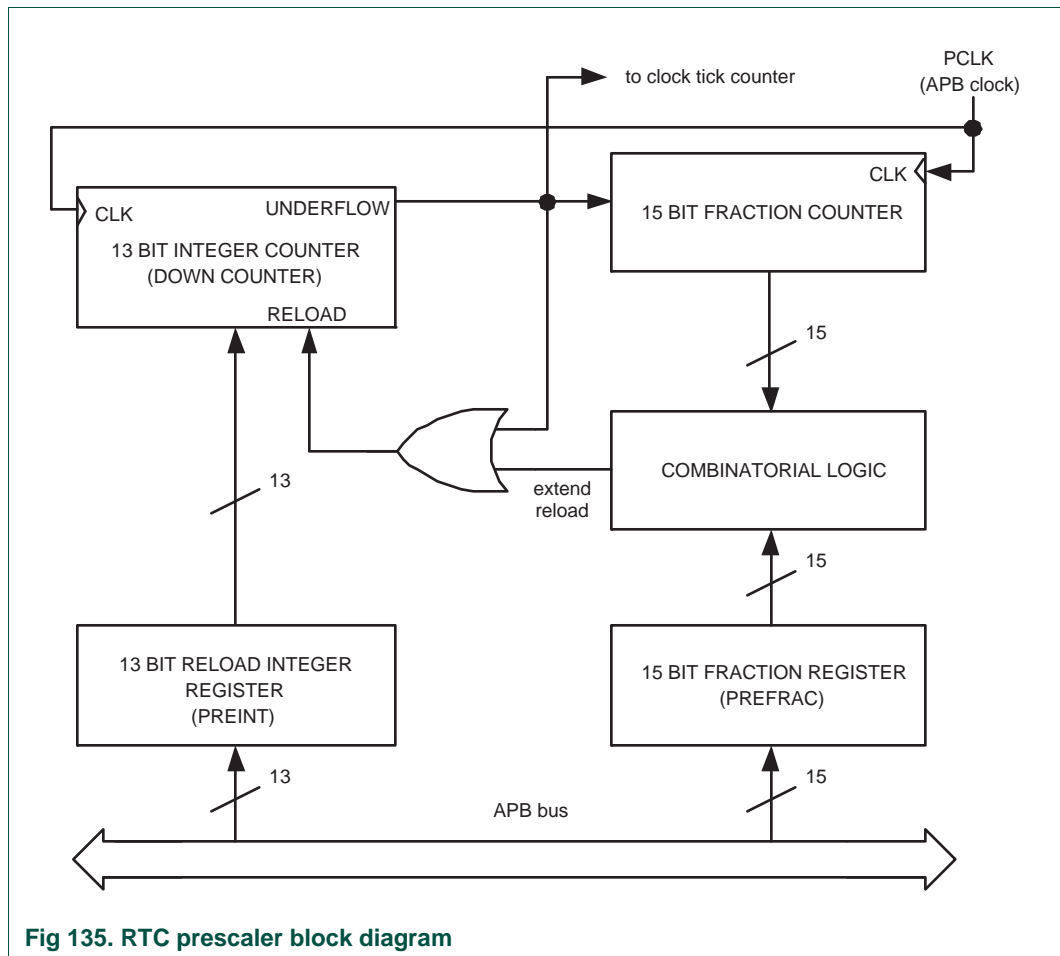 PCLK
(APB clock)
to clock tick counter
CLK
UNDERFLOW
13 BIT INTEGER COUNTER
(DOWN COUNTER)
RELOAD
CLK
15 BIT FRACTION COUNTER
15
COMBINATORIAL LOGIC
extend
reload
13
15
13 BIT RELOAD INTEGER
REGISTER
(PREINT)
15 BIT FRACTION REGISTER
(PREFRAC)
13
15
APB bus
Fig 135. RTC prescaler block diagram